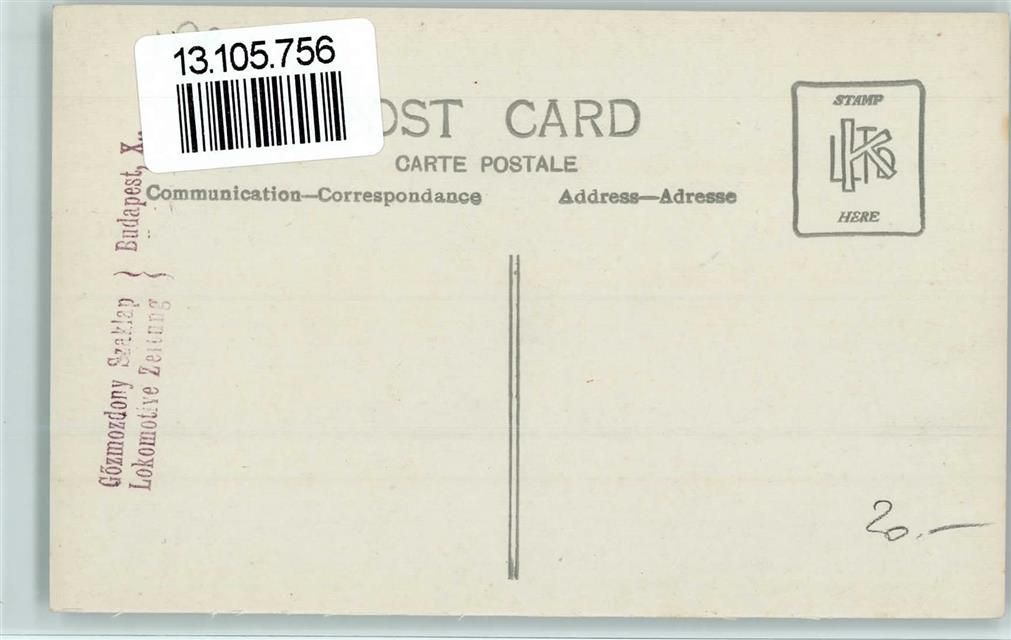 13.105.756
POST CARD
CARTE POSTALE
Communication—Correspondance
Address—Adresse
STAMP
HERE
Gőzmozdony Szaklap } Budapest, X.
Lokomotive Zeitung {
20.—